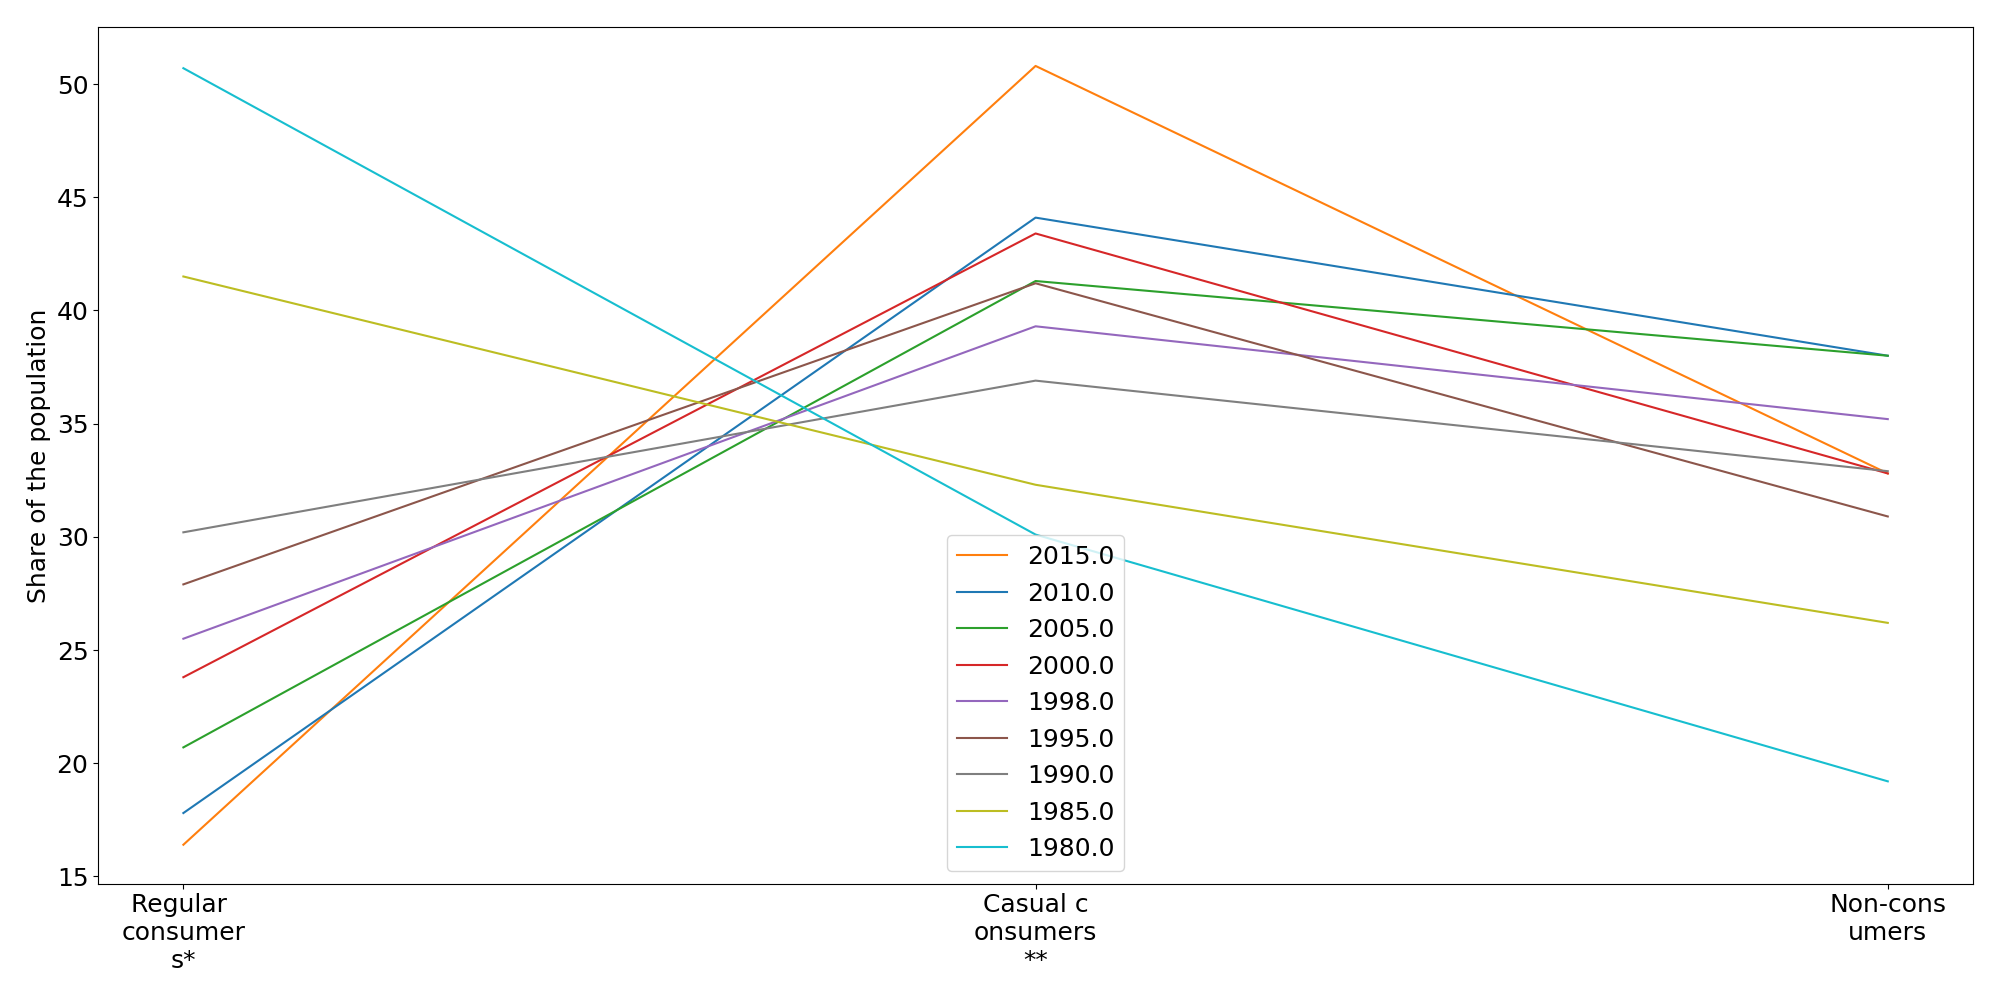 Share of the population
50
45
40
35
30
25
20
15
2015.0
2010.0
2005.0
2000.0
1998.0
1995.0
1990.0
1985.0
1980.0
Regular
consumer
s*
Casual c
onsumers
**
Non-cons
umers